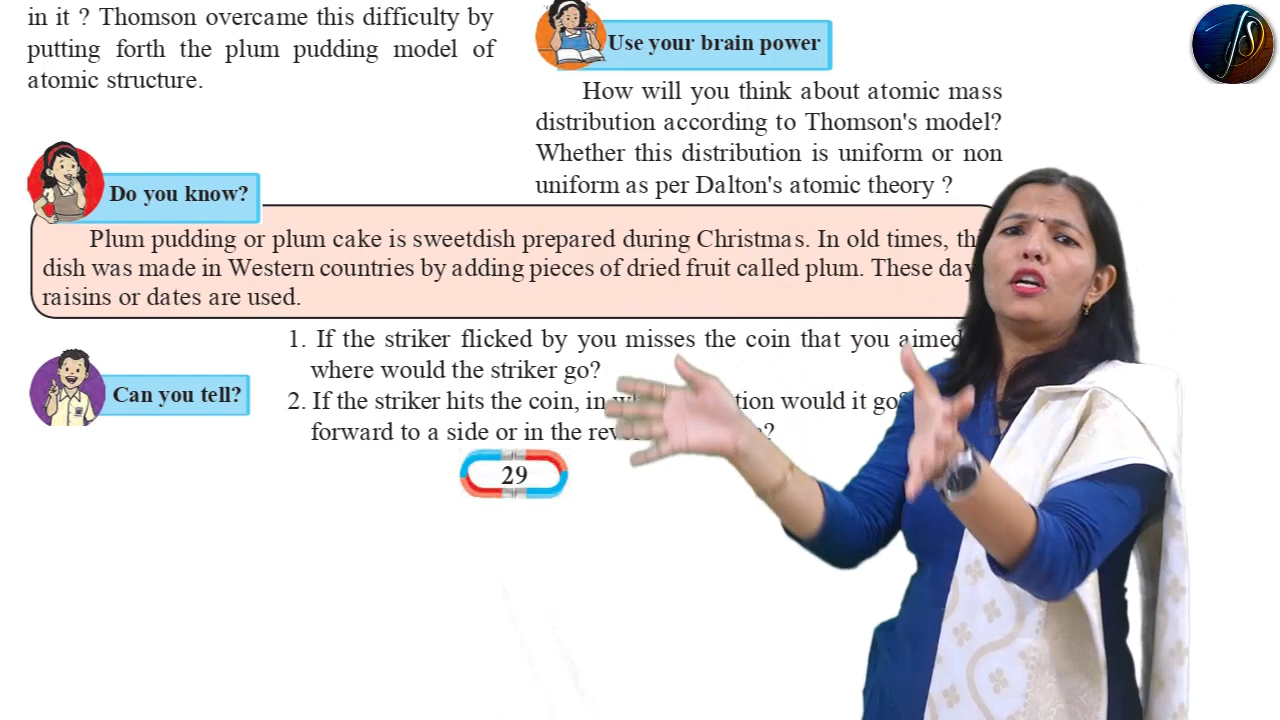 in it ? Thomson overcame this difficulty by
putting forth the plum pudding model of
atomic structure.
Use your brain power
How will you think about atomic mass
distribution according to Thomson's model?
Whether this distribution is uniform or non
uniform as per Dalton's atomic theory ?
Do you know?
Plum pudding or plum cake is sweetdish prepared during Christmas. In old times,
dish was made in Western countries by adding pieces of dried fruit called plum. These
raisins or dates are used.
Can you tell?
1. If the striker flicked by you misses the coin that you aimed
where would the striker go?
2. If the striker hits the coin, in would it go?
forward to a side or in the
29